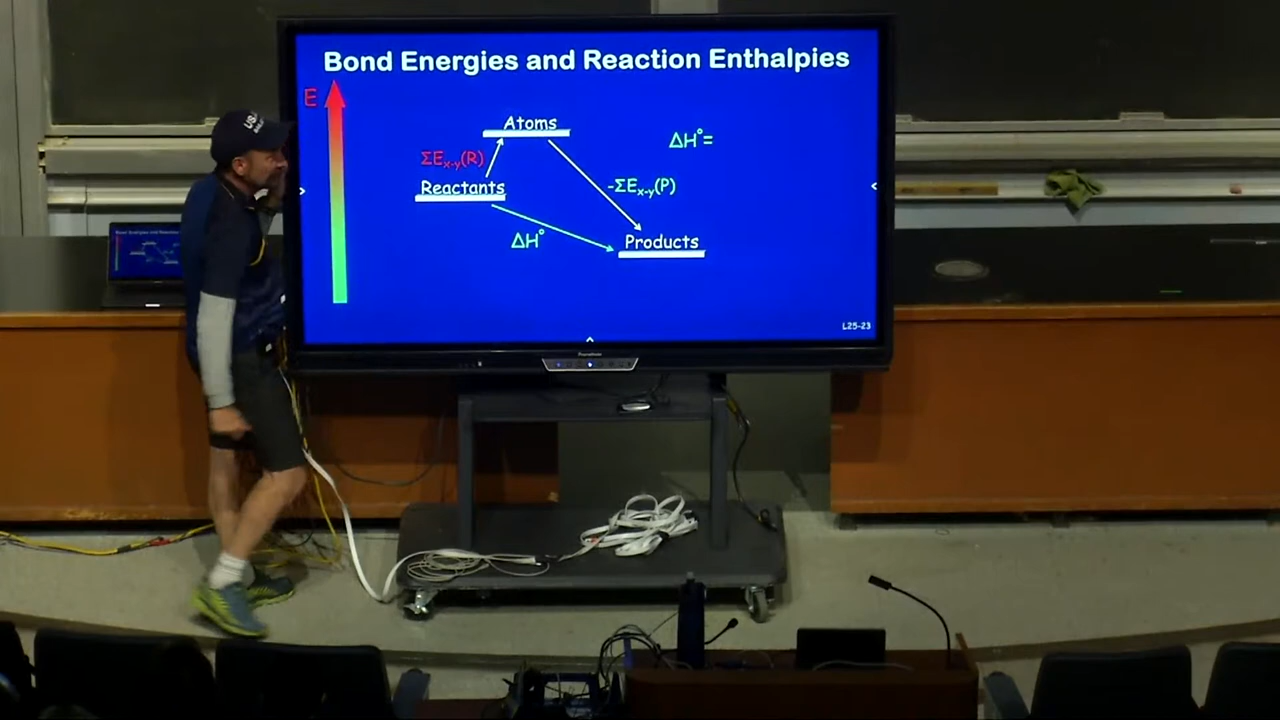 Bond Energies and Reaction Enthalpies
E
Atoms
ΔH°=
ΣEx-y(R)
Reactants
-ΣEx-y(P)
ΔH°
Products
L25-23